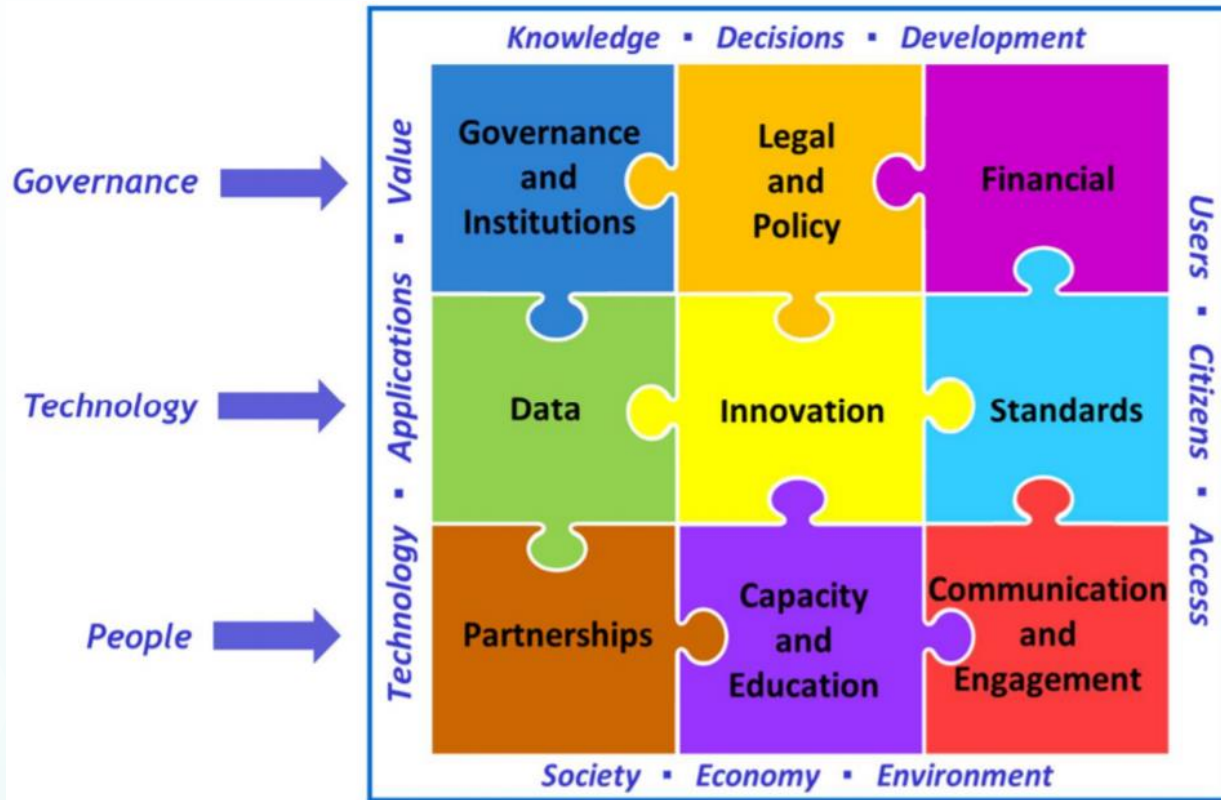 Knowledge ▪ Decisions ▪ Development
Governance
Technology
People
Technology ▪ Applications ▪ Value
Governance
and
Institutions
Legal
and
Policy
Financial
Data
Innovation
Standards
Partnerships
Capacity
and
Education
Communication
and
Engagement
Users ▪ Citizens ▪ Access
Society ▪ Economy ▪ Environment